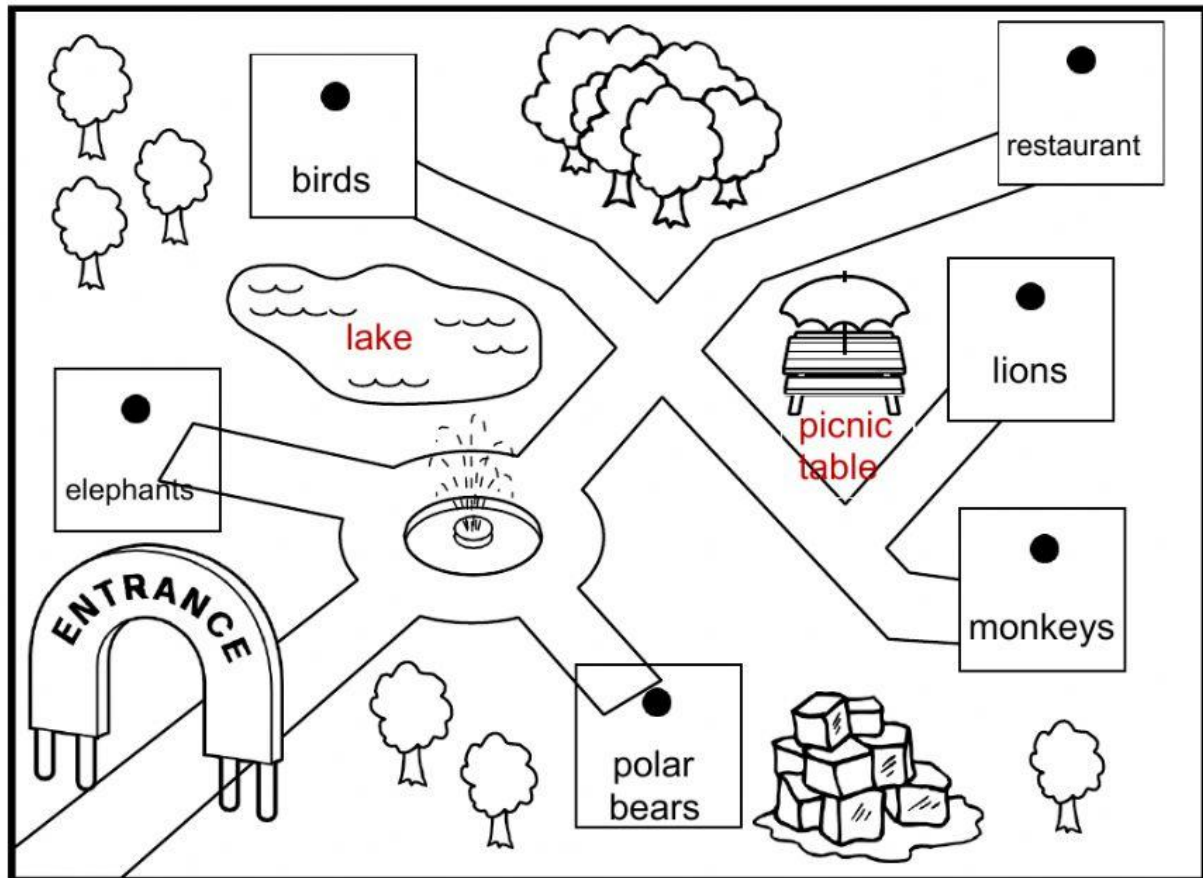 birds
restaurant
lake
lions
picnic
table
elephants
ENTRANCE
monkeys
polar
bears